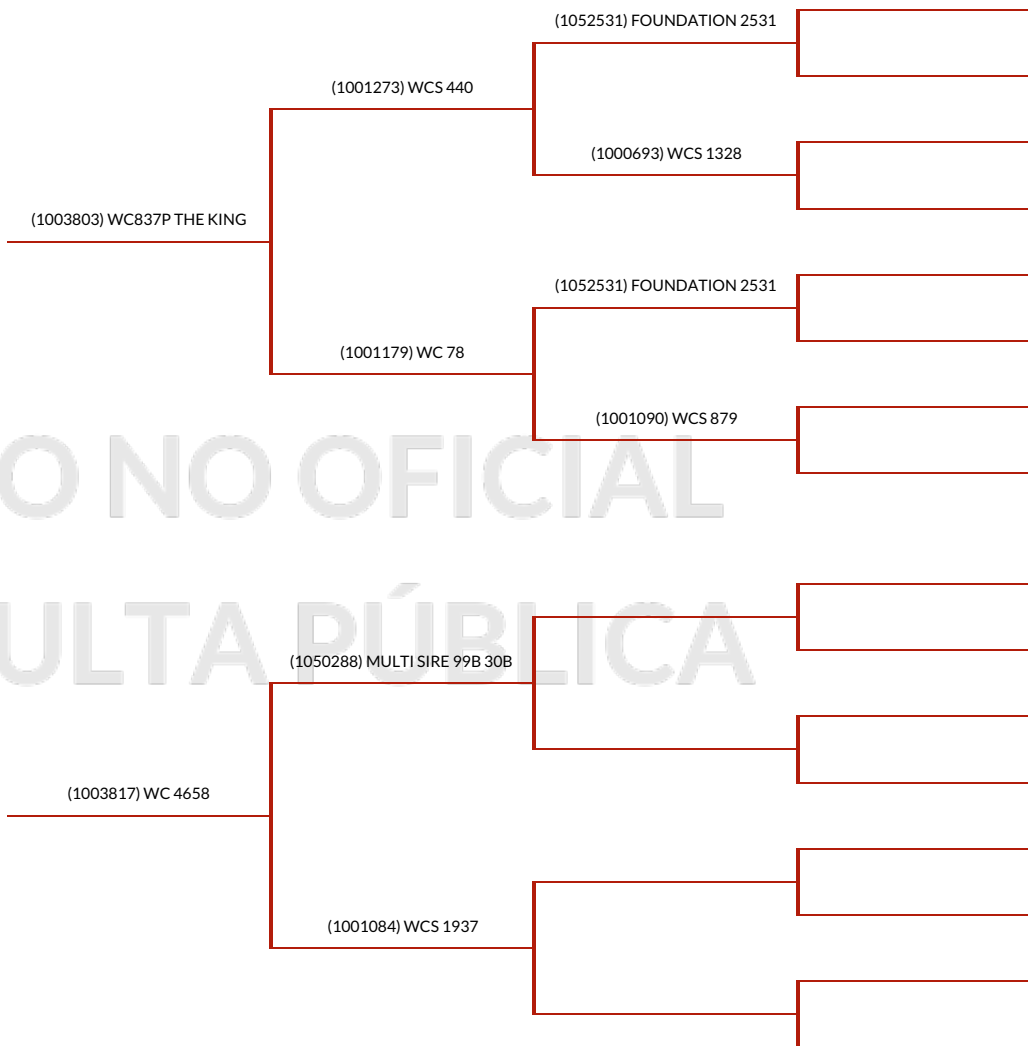 (1052531) FOUNDATION 2531
(1001273) WCS 440
(1000693) WCS 1328
(1003803) WC837P THE KING
(1052531) FOUNDATION 2531
(1001179) WC 78
(1001090) WCS 879
O NO OFICIAL
ULTA PÚBLICA
(1050288) MULTI SIRE 99B 30B
(1003817) WC 4658
(1001084) WCS 1937